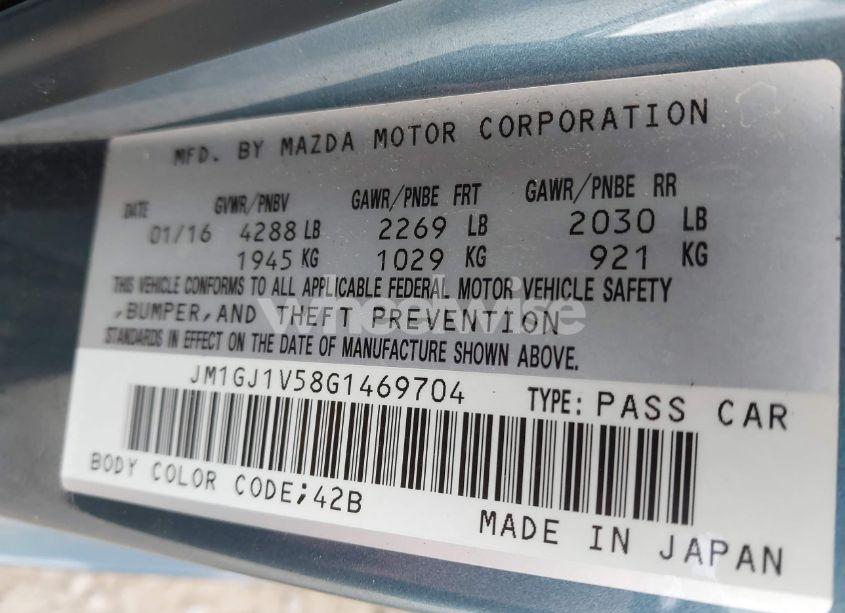 MFD. BY MAZDA MOTOR CORPORATION
DATE GVWR/PNBV GAWR/PNBE FRT GAWR/PNBE RR
01/16 4288 LB 2269 LB 2030 LB
1945 KG 1029 KG 921 KG
THIS VEHICLE CONFORMS TO ALL APPLICABLE FEDERAL MOTOR VEHICLE SAFETY
,BUMPER,AND THEFT PREVENTION
wheelwise
STANDARDS IN EFFECT ON THE DATE OF MANUFACTURE SHOWN ABOVE.
JM1GJ1V58G1469704 TYPE: PASS CAR
BODY COLOR CODE;42B
MADE IN JAPAN